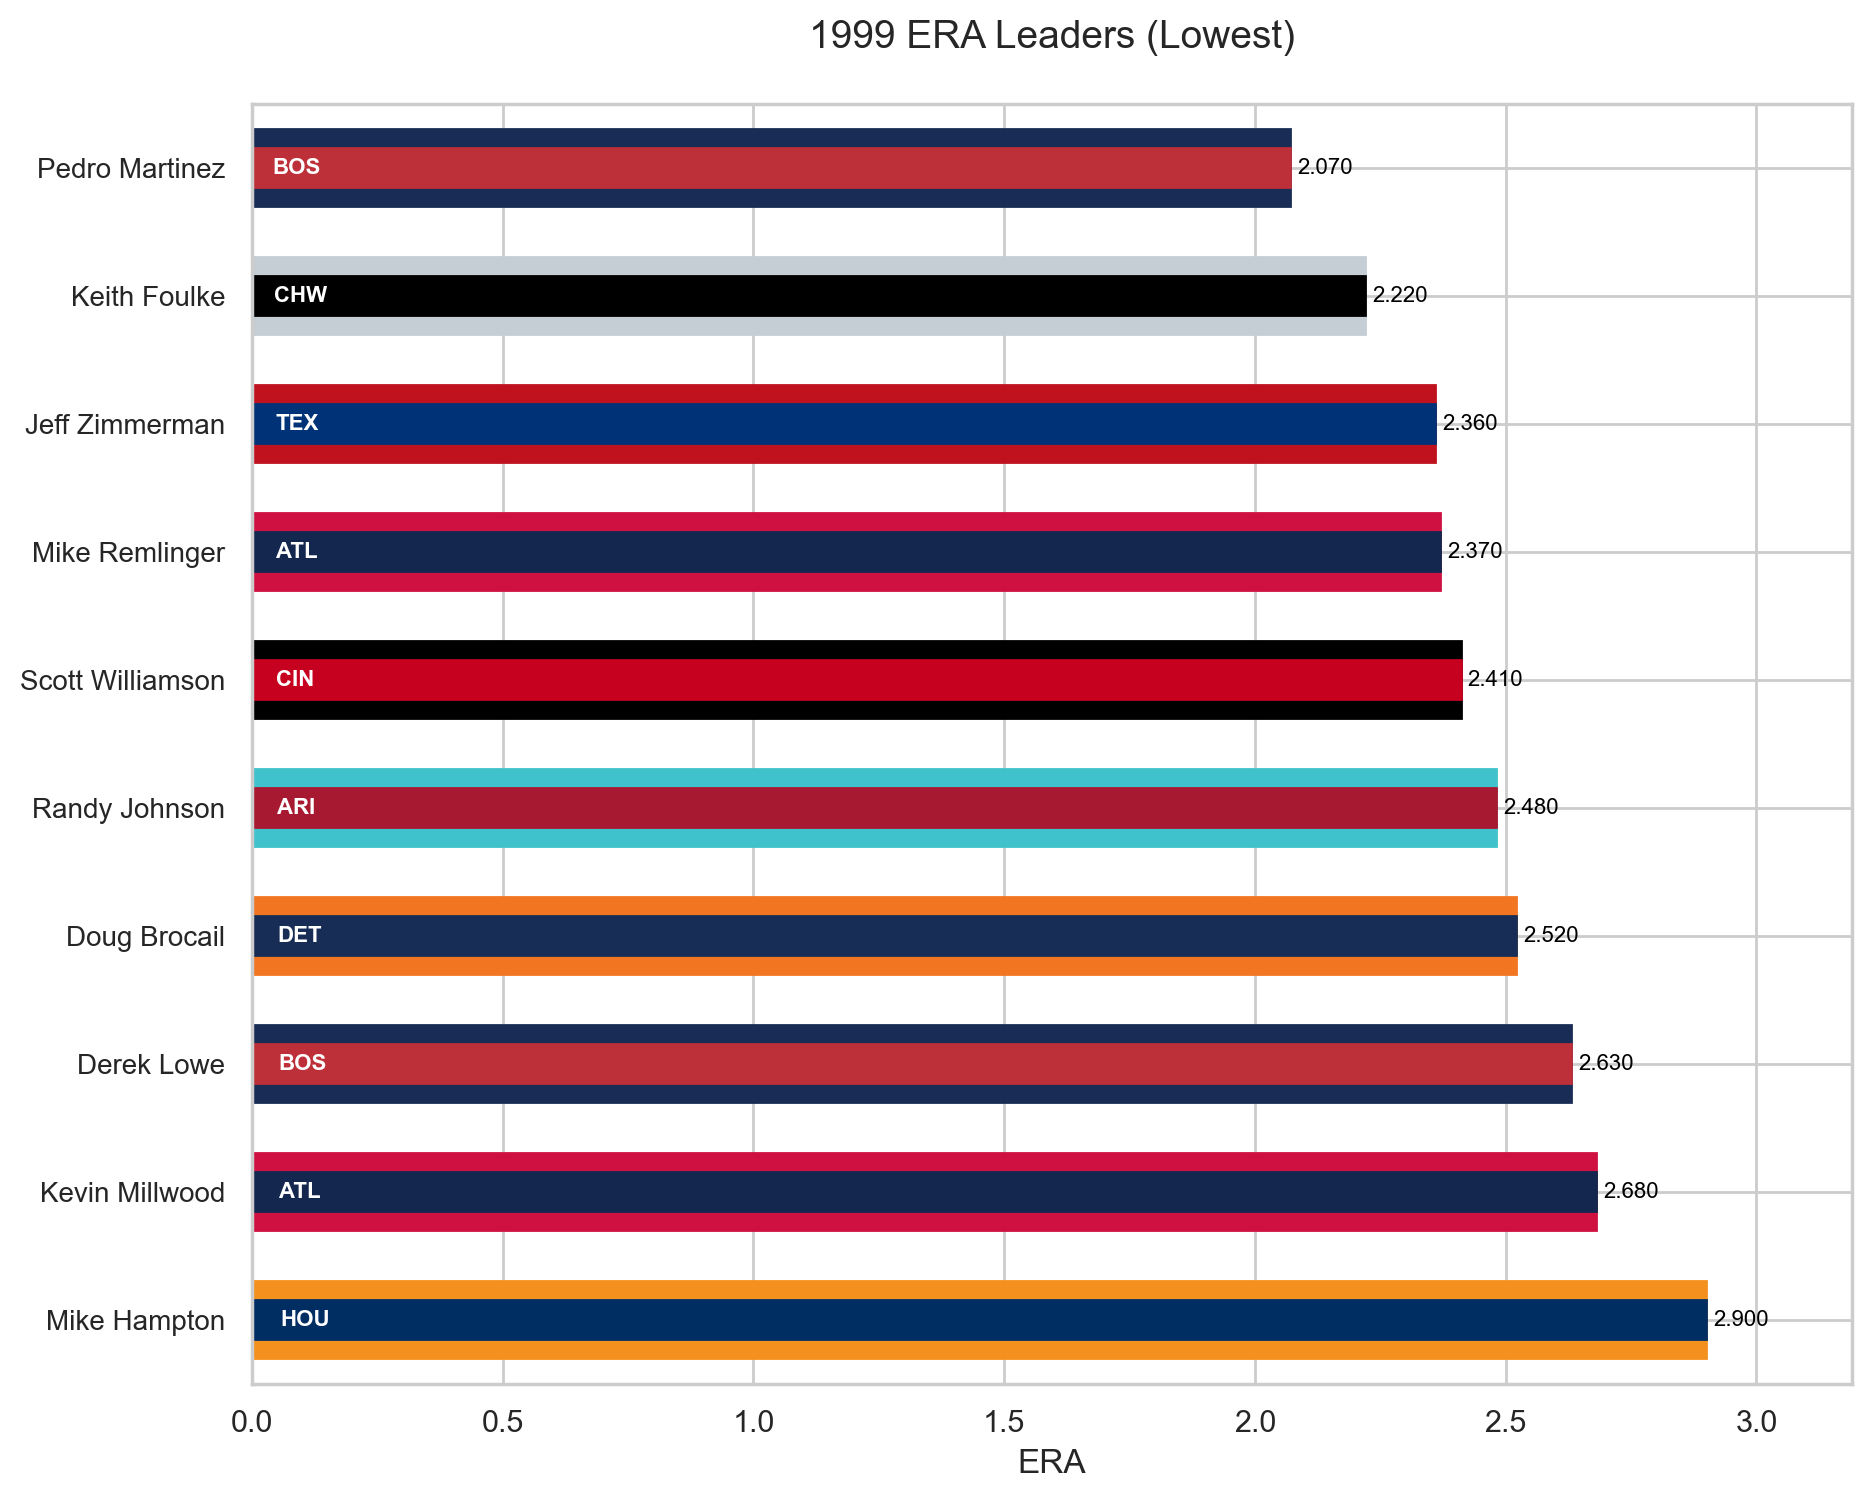 1999 ERA Leaders (Lowest)
Pedro Martinez BOS 2.070
Keith Foulke CHW 2.220
Jeff Zimmerman TEX 2.360
Mike Remlinger ATL 2.370
Scott Williamson CIN 2.410
Randy Johnson ARI 2.480
Doug Brocail DET 2.520
Derek Lowe BOS 2.630
Kevin Millwood ATL 2.680
Mike Hampton HOU 2.900
0.0 0.5 1.0 1.5 2.0 2.5 3.0
ERA